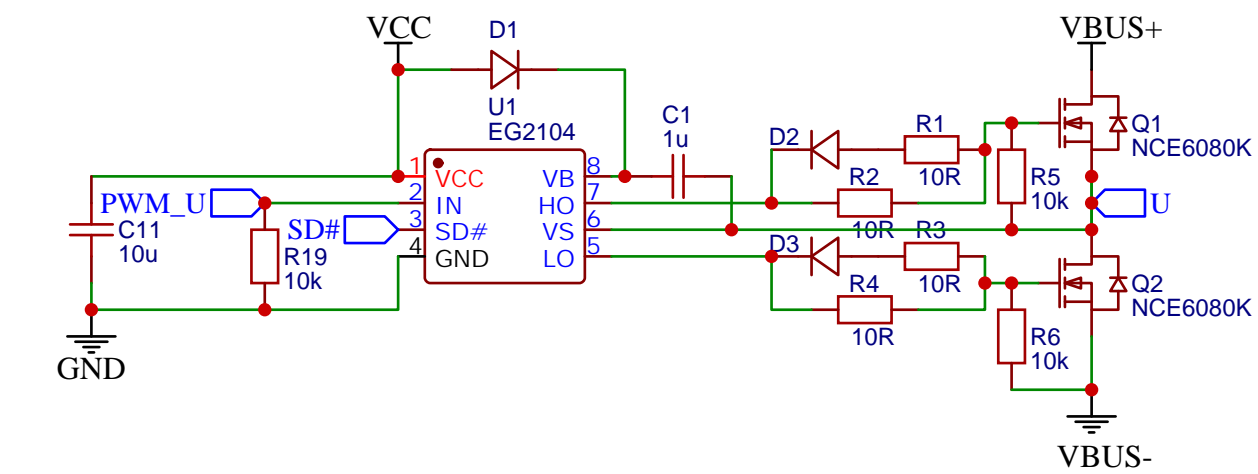 VCC
D1
VBUS+
U1
EG2104
C1
1u
D2
R1
10R
Q1
NCE6080K
1
VCC
VB
8
PWM_U
2
IN
HO
7
R2
10R
R5
10k
U
C11
10u
SD#
3
SD#
VS
6
R19
10k
4
GND
LO
5
D3
R3
10R
R4
10R
Q2
NCE6080K
R6
10k
GND
VBUS-